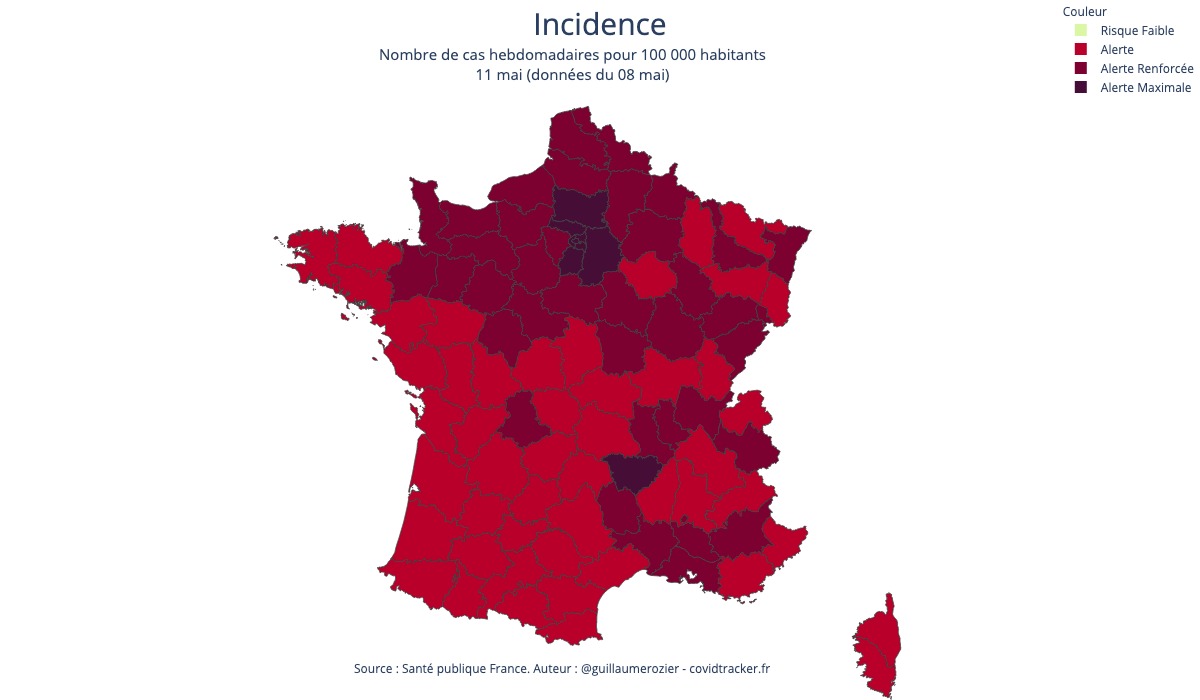 Incidence
Nombre de cas hebdomadaires pour 100 000 habitants
11 mai (données du 08 mai)
Couleur
Risque Faible
Alerte
Alerte Renforcée
Alerte Maximale
Source : Santé publique France. Auteur : @guillaumerozier - covidtracker.fr